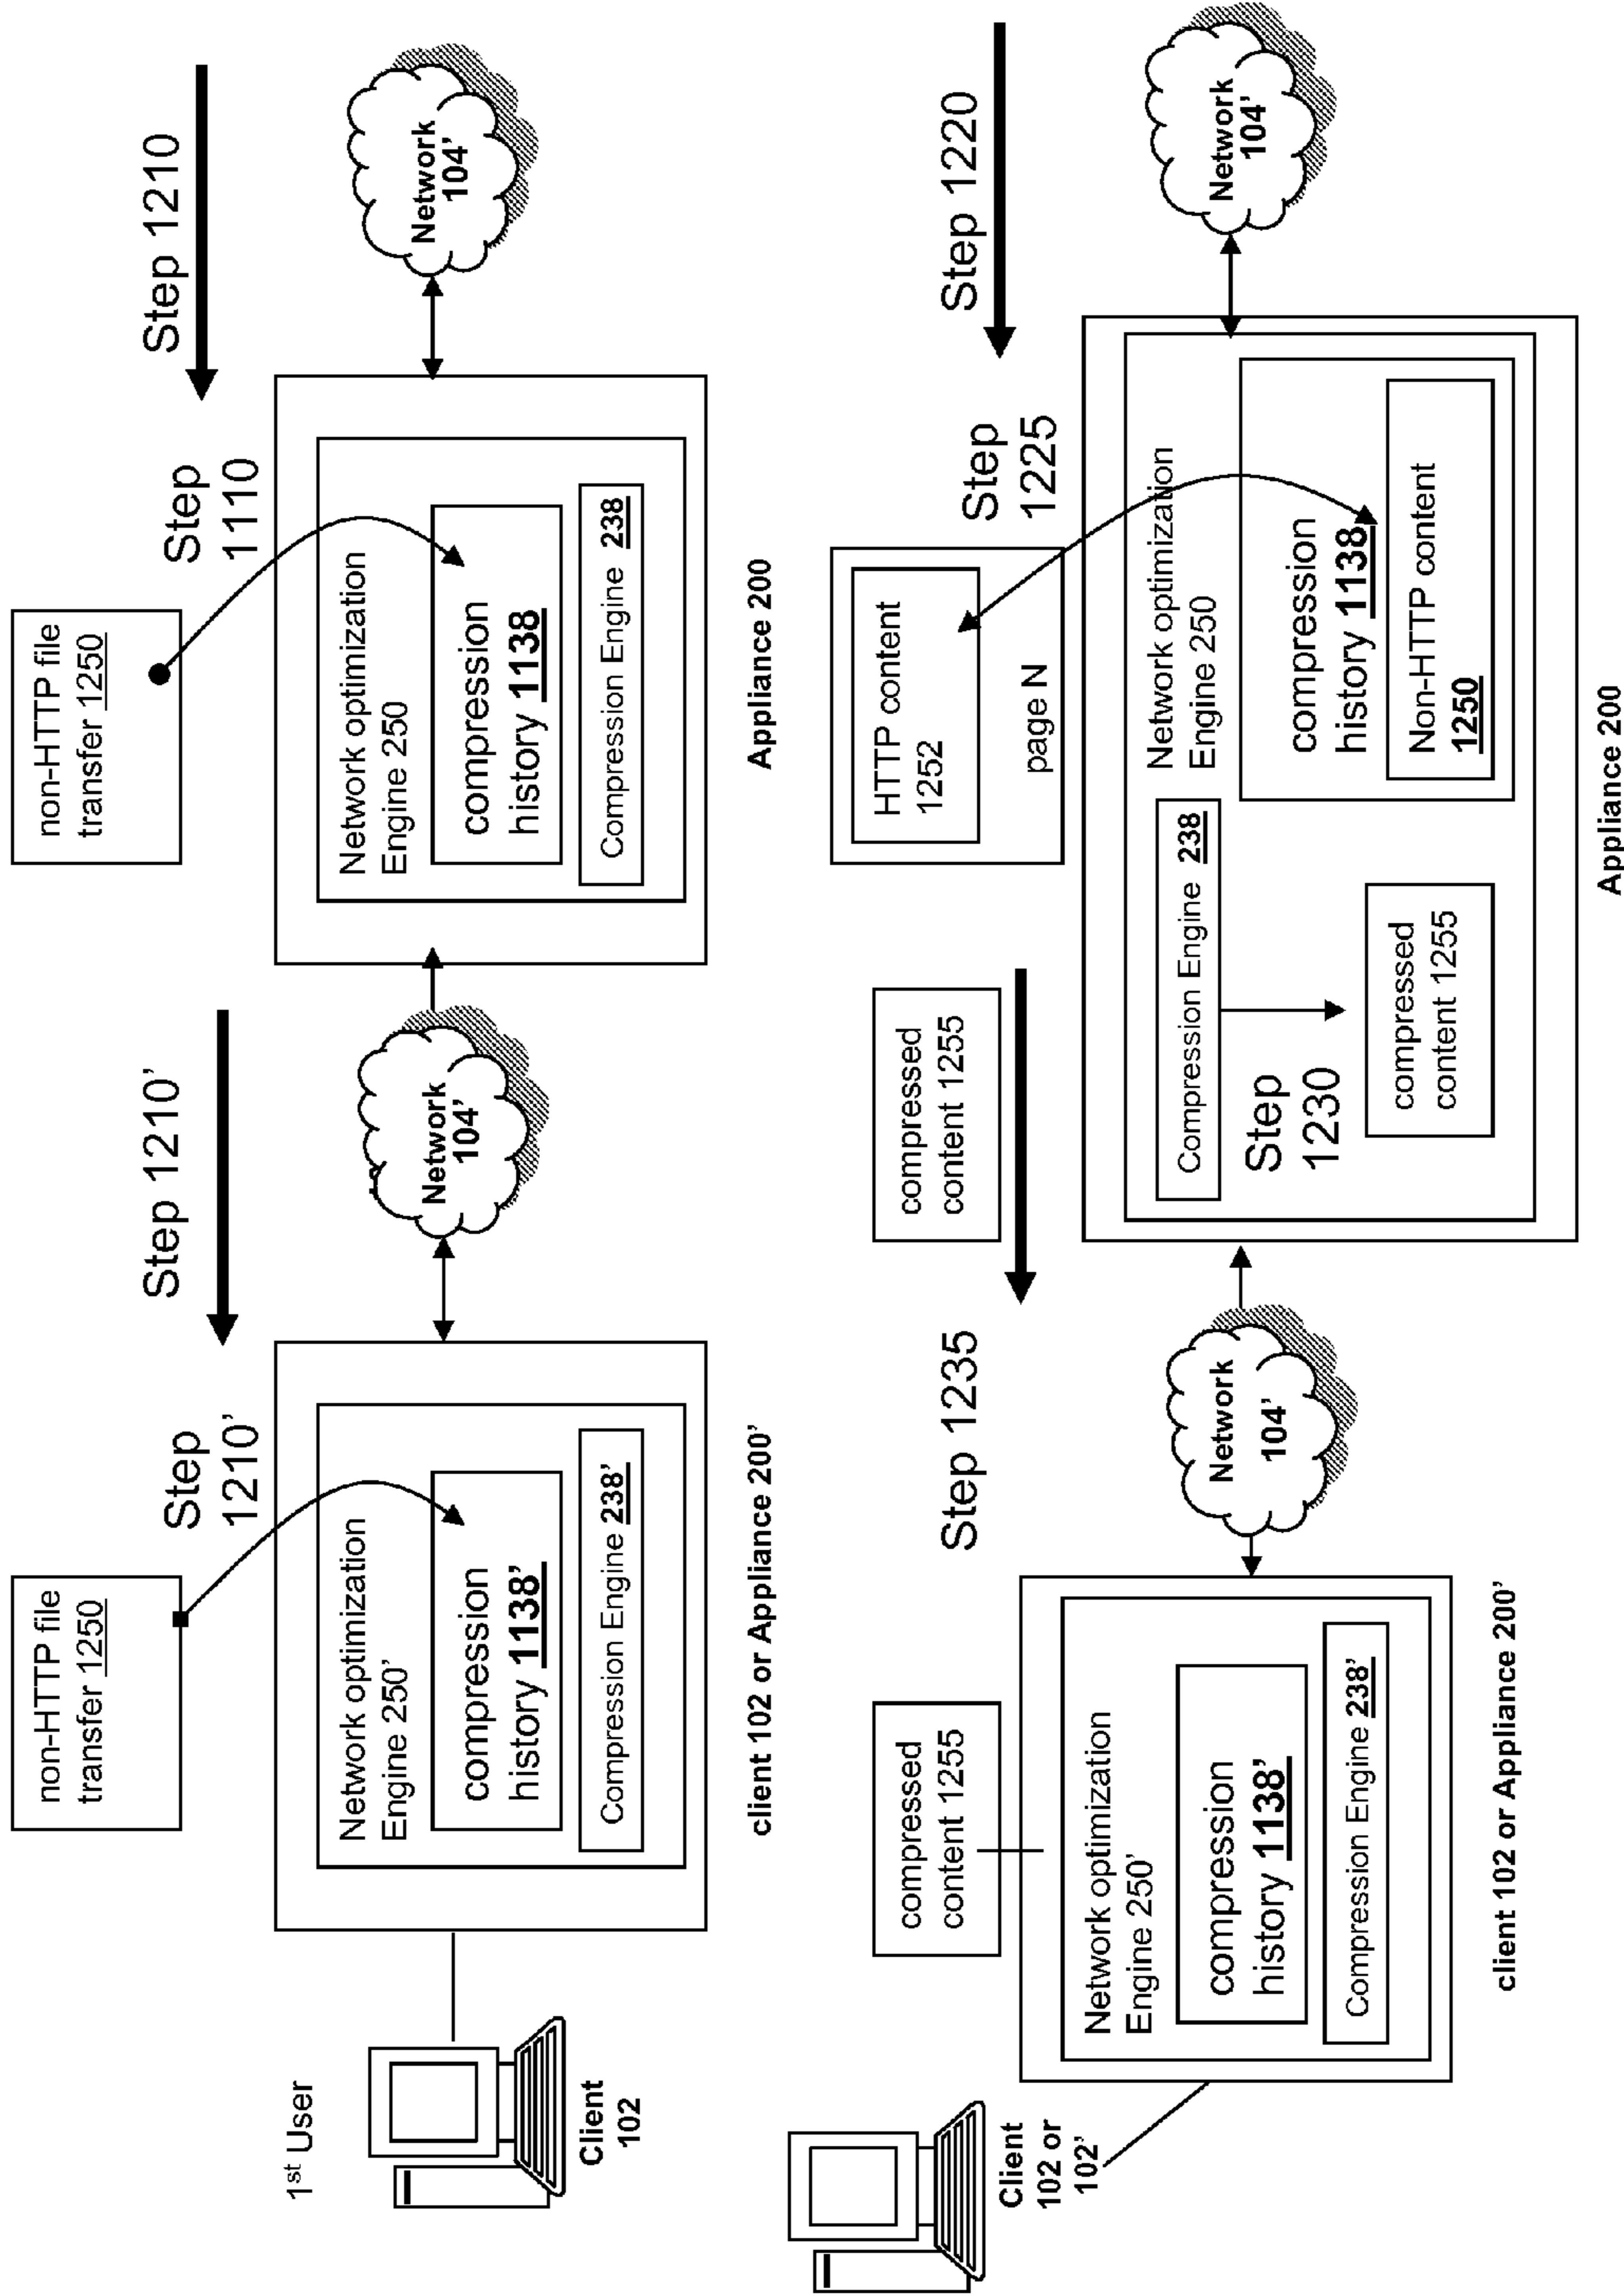 Step 1210'
Step 1210
non-HTTP file
transfer 1250
Step
1210'
non-HTTP file
transfer 1250
Step
1110
1st User
Client
102
Network optimization
Engine 250'
compression
history 1138'
Compression Engine 238'
client 102 or Appliance 200'
Network
104'
Network optimization
Engine 250
compression
history 1138
Compression Engine 238
Appliance 200
Network
104'
Step 1235
compressed
content 1255
HTTP content
1252
page N
Step
1225
Step 1220
compressed
content 1255
Client
102 or
102'
Network optimization
Engine 250'
compression
history 1138'
Compression Engine 238'
client 102 or Appliance 200'
Network
104'
Compression Engine 238
Step
1230
compressed
content 1255
Network optimization
Engine 250
compression
history 1138
Non-HTTP content
1250
Appliance 200
Network
104'